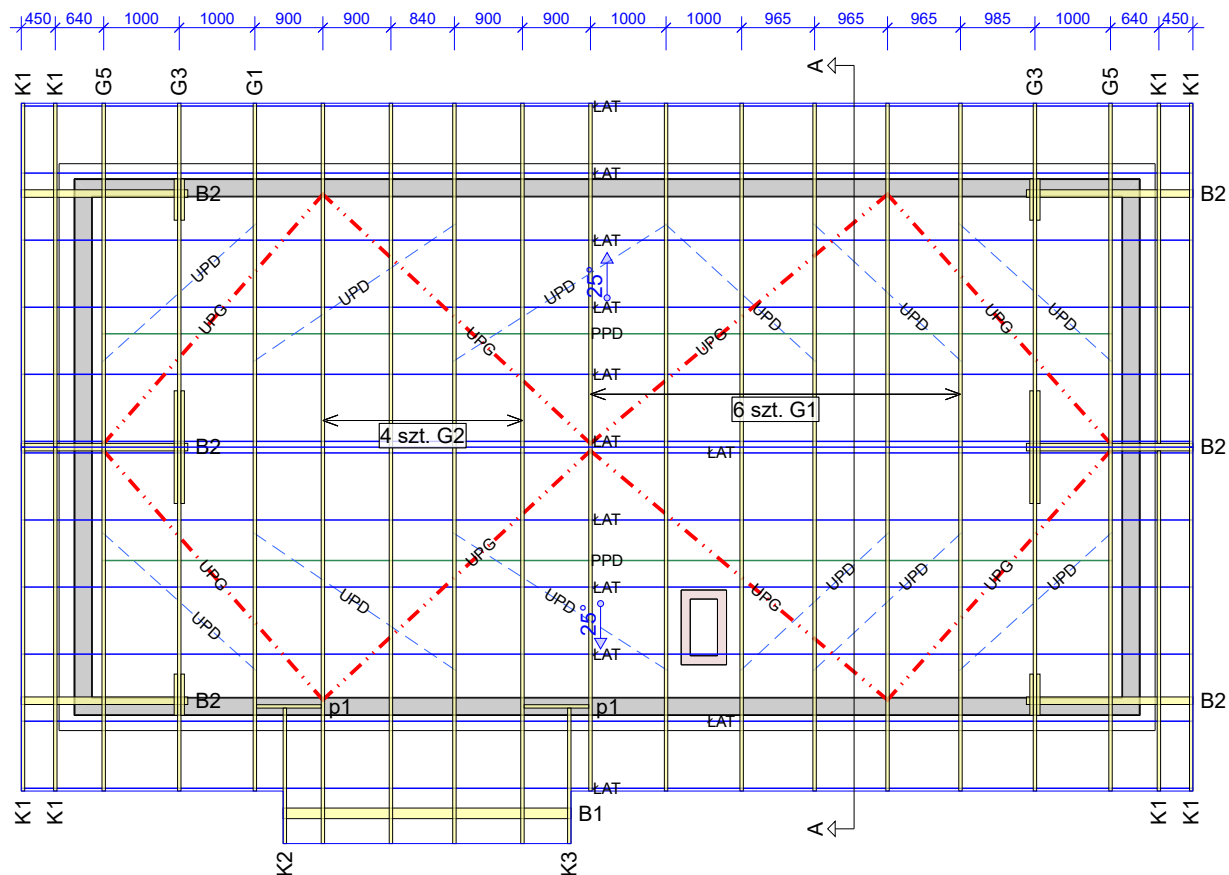 450 640 1000 1000 900 900 840 900 900 1000 1000 965 965 965 985 1000 640 450
K1 K1 G5 G3 G1 A G3 G5 K1 K1
ŁAT
B2 ŁAT B2
ŁAT
UPD UPD UPD 25°
UPG ŁAT UPD UPD UPD
UPG PPD UPG UPG
ŁAT
4 szt. G2 6 szt. G1
B2 ŁAT ŁAT B2
ŁAT
UPG UPG PPD
UPD UPD UPD ŁAT UPG UPD UPD UPG UPD
25°
ŁAT
B2 p1 p1 ŁAT B2
ŁAT
K1 K1 B1 A K1 K1
K2 K3